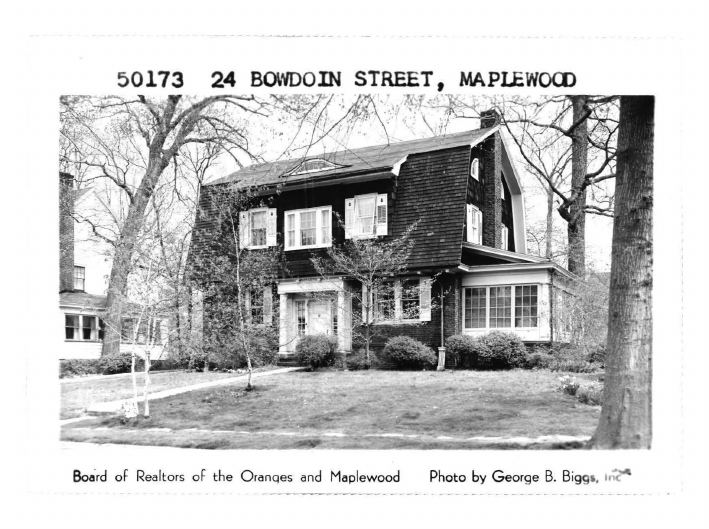 50173 24 BOWDOIN STREET, MAPLEWOOD
Board of Realtors of the Oranges and Maplewood Photo by George B. Biggs, Inc